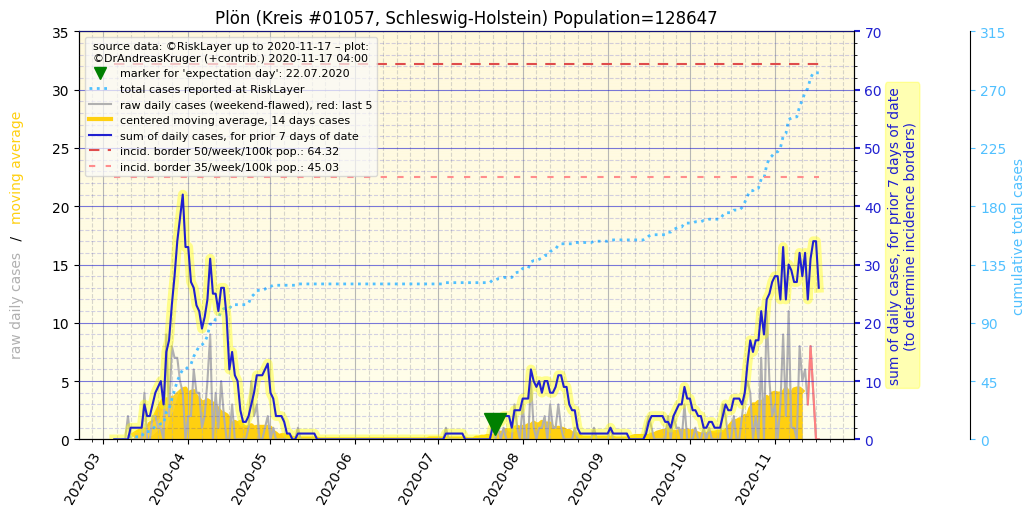 Plön (Kreis #01057, Schleswig-Holstein) Population=128647
source data: ©RiskLayer up to 2020-11-17 – plot:
©DrAndreasKruger (+contrib.) 2020-11-17 04:00
marker for 'expectation day': 22.07.2020
total cases reported at RiskLayer
raw daily cases (weekend-flawed), red: last 5
centered moving average, 14 days cases
sum of daily cases, for prior 7 days of date
incid. border 50/week/100k pop.: 64.32
incid. border 35/week/100k pop.: 45.03
raw daily cases / moving average
35
30
25
20
15
10
5
0
2020-03
2020-04
2020-05
2020-06
2020-07
2020-08
2020-09
2020-10
2020-11
70
60
50
40
30
20
10
0
sum of daily cases, for prior 7 days of date
(to determine incidence borders)
315
270
225
180
135
90
45
0
cumulative total cases